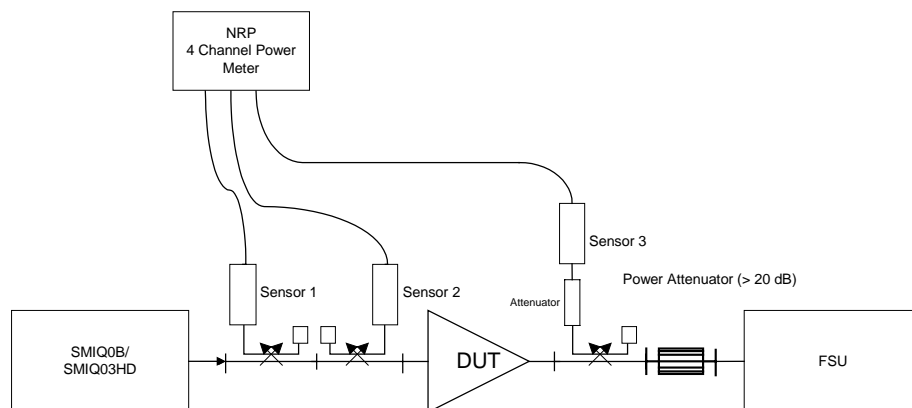 NRP
4 Channel Power
Meter
Sensor 3
Sensor 1
Sensor 2
Power Attenuator (> 20 dB)
Attenuator
SMIQ0B/
SMIQ03HD
DUT
FSU